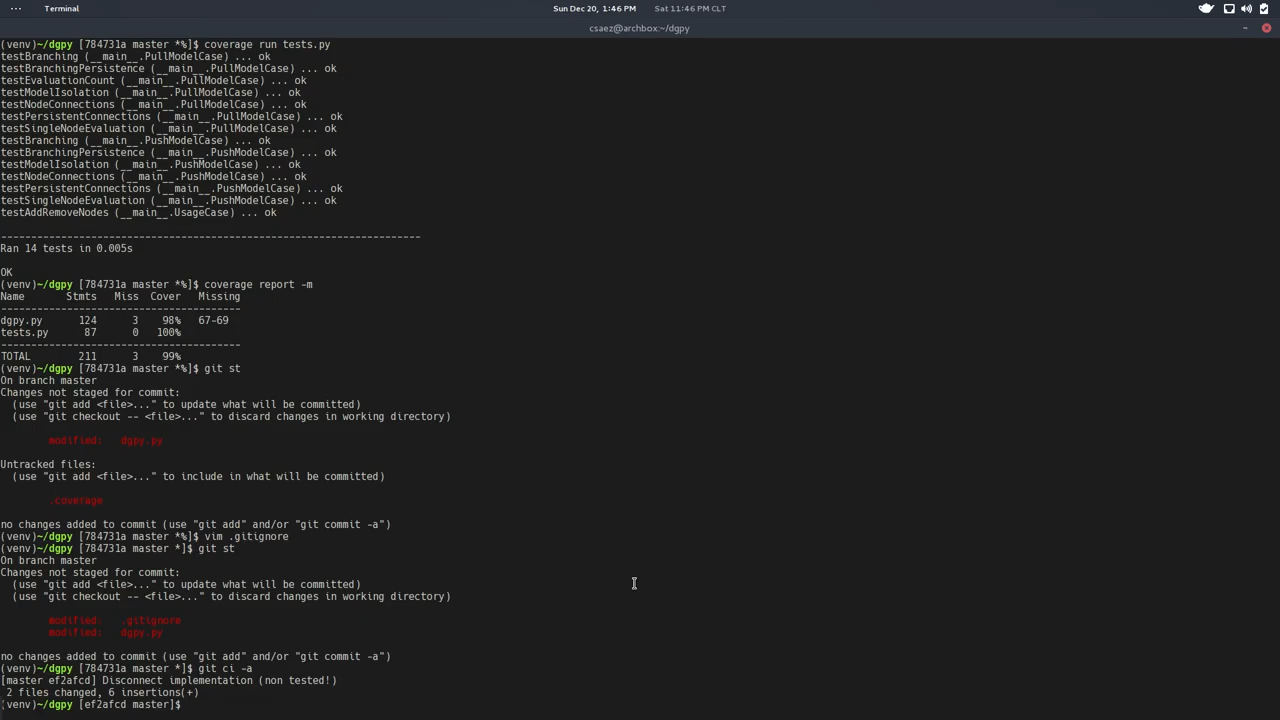 Terminal
Sun Dec 20, 1:46 PM
Sat 11:46 PM CLT
csaez@archbox:~/dgpy
(venv)~/dgpy [784731a master *%]$ coverage run tests.py
testBranching (__main__.PullModelCase) ... ok
testBranchingPersistence (__main__.PullModelCase) ... ok
testEvaluationCount (__main__.PullModelCase) ... ok
testModelIsolation (__main__.PullModelCase) ... ok
testNodeConnections (__main__.PullModelCase) ... ok
testPersistentConnections (__main__.PullModelCase) ... ok
testSingleNodeEvaluation (__main__.PullModelCase) ... ok
testBranching (__main__.PushModelCase) ... ok
testBranchingPersistence (__main__.PushModelCase) ... ok
testModelIsolation (__main__.PushModelCase) ... ok
testNodeConnections (__main__.PushModelCase) ... ok
testPersistentConnections (__main__.PushModelCase) ... ok
testSingleNodeEvaluation (__main__.PushModelCase) ... ok
testAddRemoveNodes (__main__.UsageCase) ... ok
----------------------------------------------------------------------
Ran 14 tests in 0.005s
OK
(venv)~/dgpy [784731a master *%]$ coverage report -m
Name       Stmts   Miss  Cover   Missing
----------------------------------------
dgpy.py      124      3    98%   67-69
tests.py      87      0   100%
----------------------------------------
TOTAL        211      3    99%
(venv)~/dgpy [784731a master *%]$ git st
On branch master
Changes not staged for commit:
  (use "git add <file>..." to update what will be committed)
  (use "git checkout -- <file>..." to discard changes in working directory)
        modified:   dgpy.py
Untracked files:
  (use "git add <file>..." to include in what will be committed)
        .coverage
no changes added to commit (use "git add" and/or "git commit -a")
(venv)~/dgpy [784731a master *%]$ vim .gitignore
(venv)~/dgpy [784731a master *]$ git st
On branch master
Changes not staged for commit:
  (use "git add <file>..." to update what will be committed)
  (use "git checkout -- <file>..." to discard changes in working directory)
        modified:   .gitignore
        modified:   dgpy.py
no changes added to commit (use "git add" and/or "git commit -a")
(venv)~/dgpy [784731a master *]$ git ci -a
[master ef2afcd] Disconnect implementation (non tested!)
 2 files changed, 6 insertions(+)
(venv)~/dgpy [ef2afcd master]$